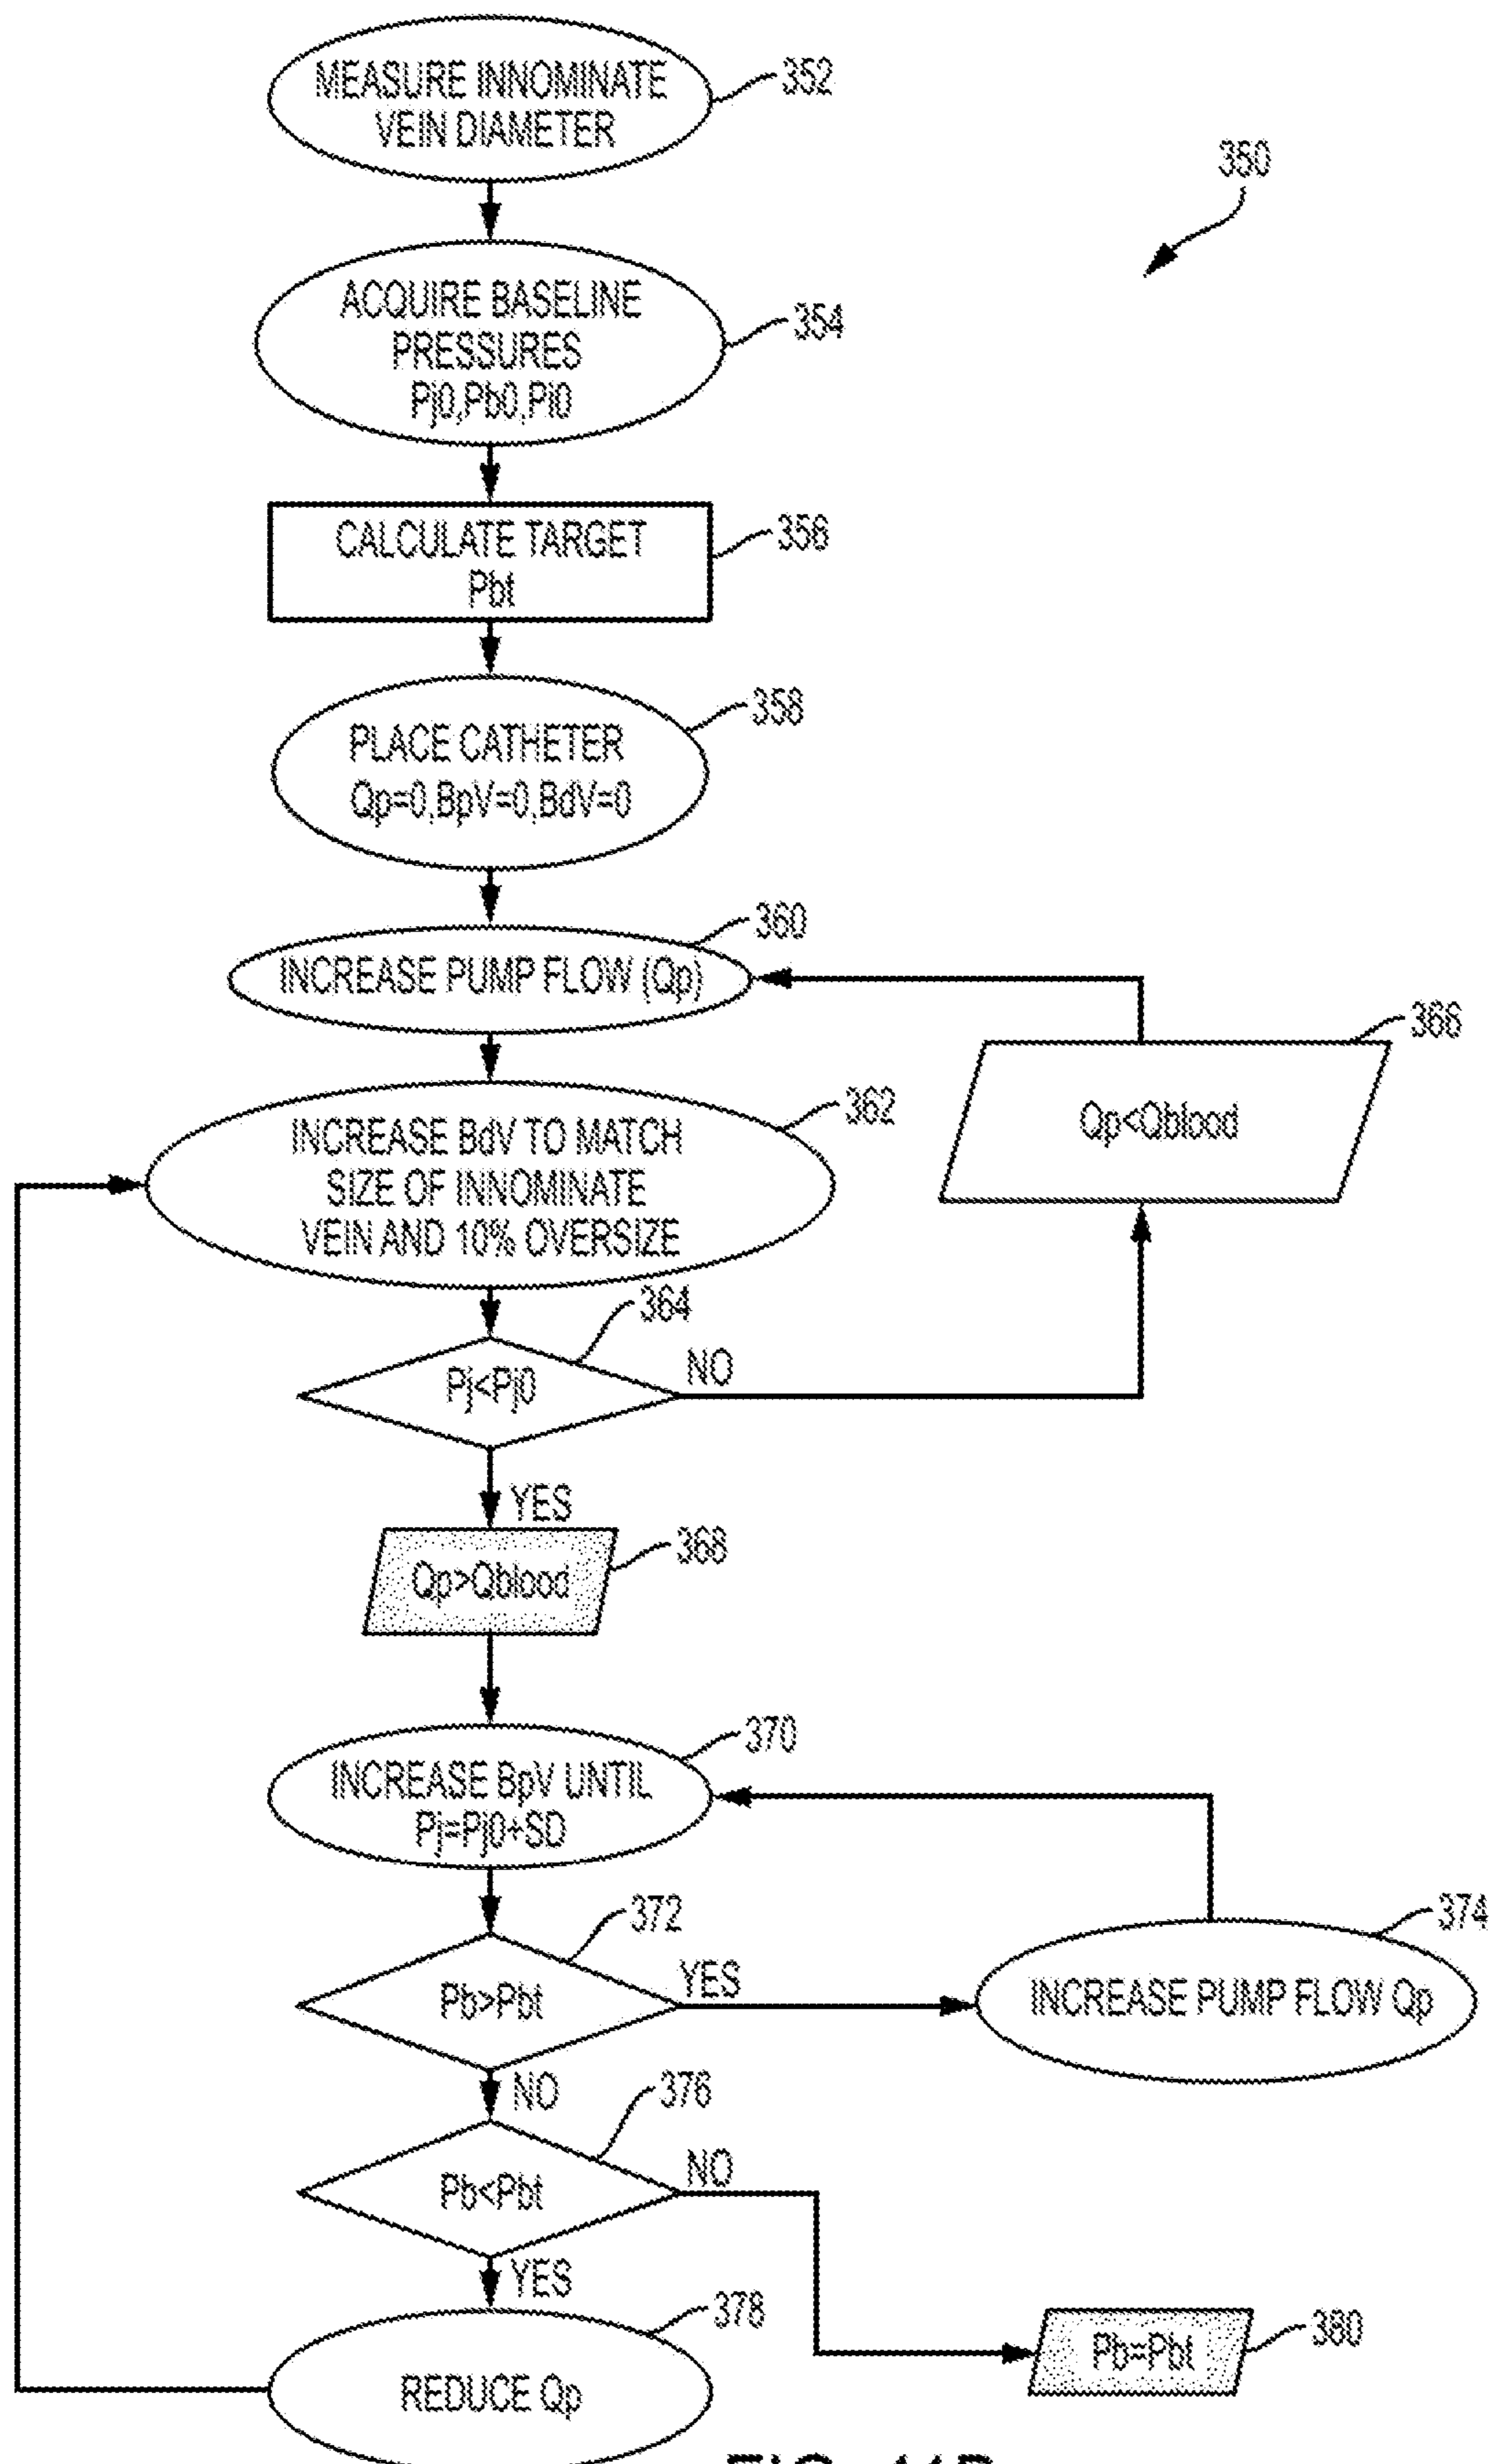 MEASURE INNOMINATE
VEIN DIAMETER
352
350
ACQUIRE BASELINE
PRESSURES
Pj0,Pb0,Pi0
354
CALCULATE TARGET
Pbt
356
PLACE CATHETER
Qp=0,BpV=0,BdV=0
358
INCREASE PUMP FLOW (Qp)
360
Qp<Qblood
366
INCREASE BdV TO MATCH
SIZE OF INNOMINATE
VEIN AND 10% OVERSIZE
362
Pj<Pj0
364
NO
YES
Qp>Qblood
368
INCREASE BpV UNTIL
Pj=Pj0+SD
370
Pb>Pbt
372
YES
INCREASE PUMP FLOW Qp
374
NO
Pb<Pbt
376
NO
YES
REDUCE Qp
378
Pb=Pbt
380